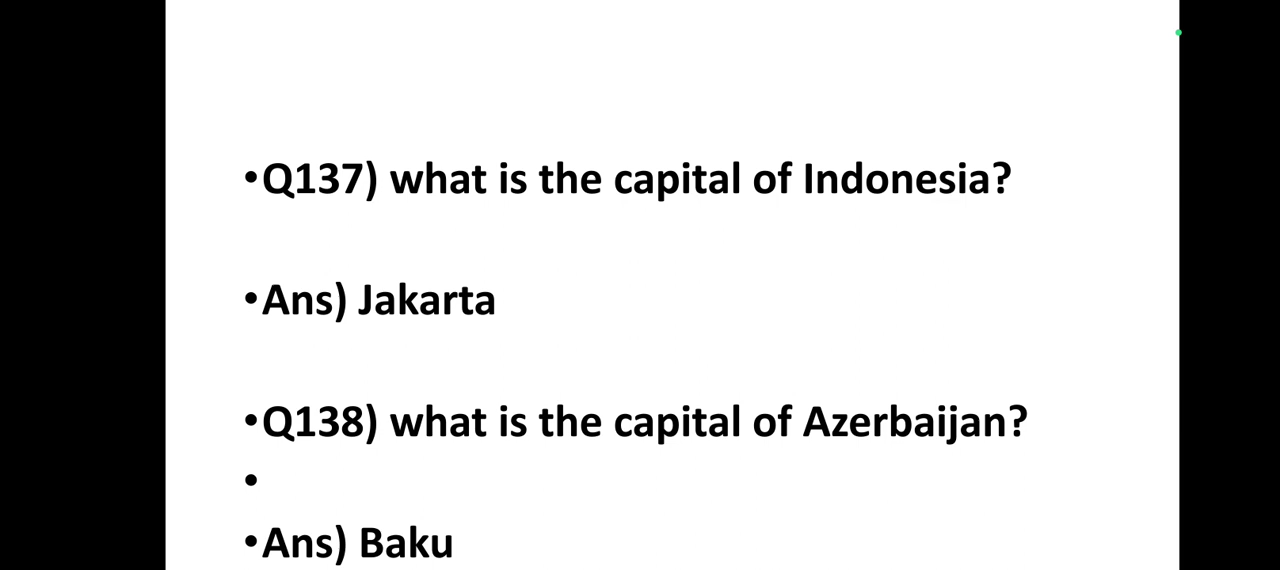 •Q137) what is the capital of Indonesia?
•Ans) Jakarta
•Q138) what is the capital of Azerbaijan?
•
•Ans) Baku